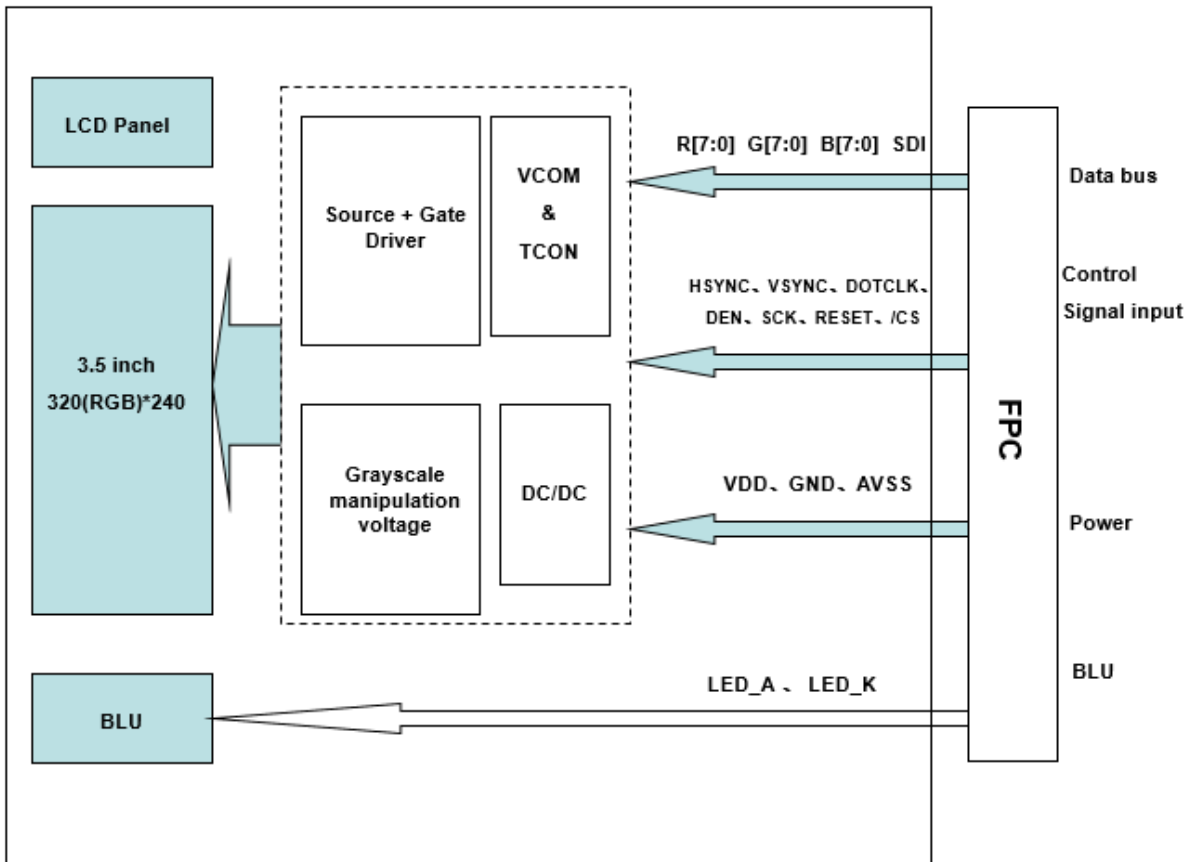 LCD Panel
3.5 inch
320(RGB)*240
BLU
Source + Gate
Driver
VCOM
&
TCON
Grayscale
manipulation
voltage
DC/DC
R[7:0] G[7:0] B[7:0] SDI
HSYNC、VSYNC、DOTCLK、
DEN、SCK、RESET、/CS
VDD、GND、AVSS
LED_A 、 LED_K
FPC
Data bus
Control
Signal input
Power
BLU